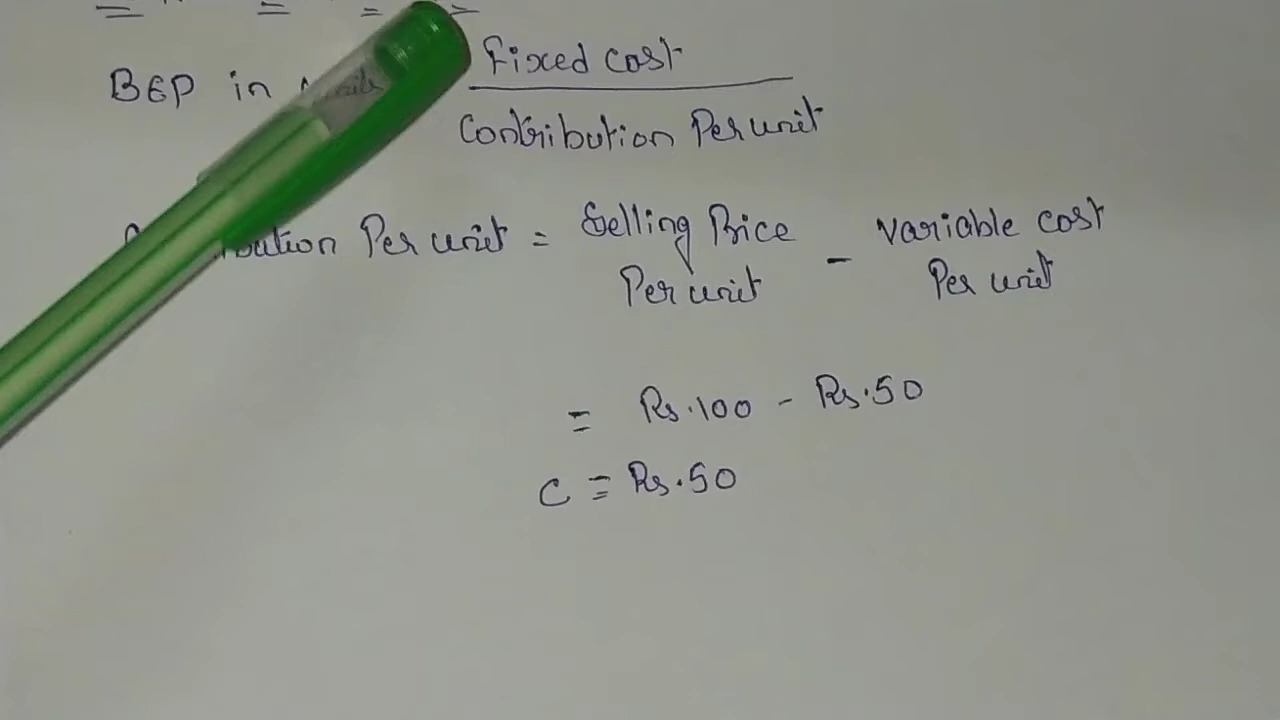 BEP in Units Fixed cost
Contribution Per unit
Per unit = Selling Price - variable cost
Per unit Per unit
= Rs.100 - Rs.50
C = Rs.50